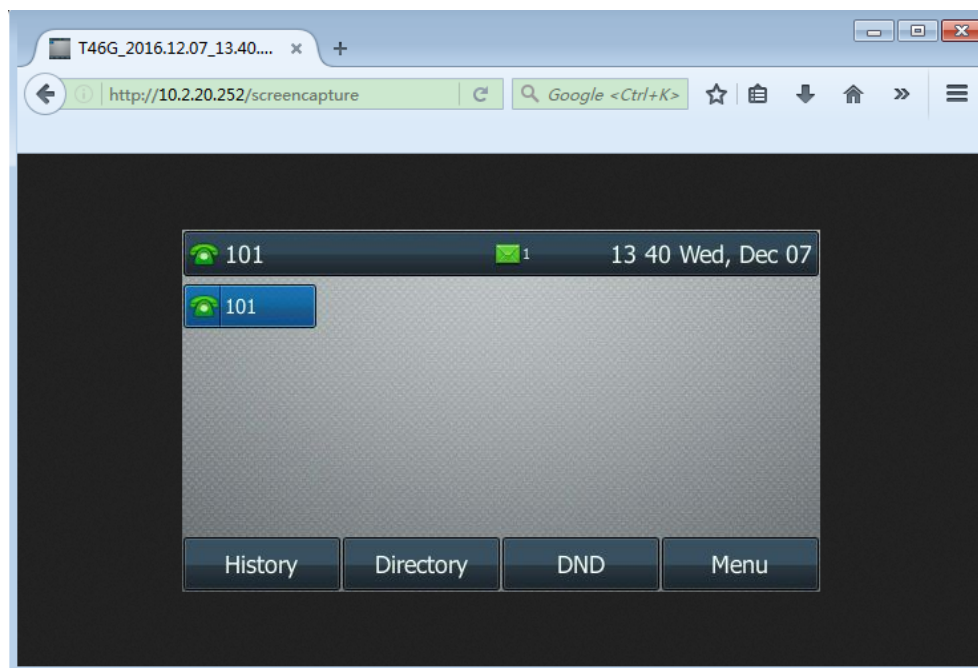 T46G_2016.12.07_13.40....
http://10.2.20.252/screencapture
Google <Ctrl+K>
101 1 13 40 Wed, Dec 07
101
History Directory DND Menu